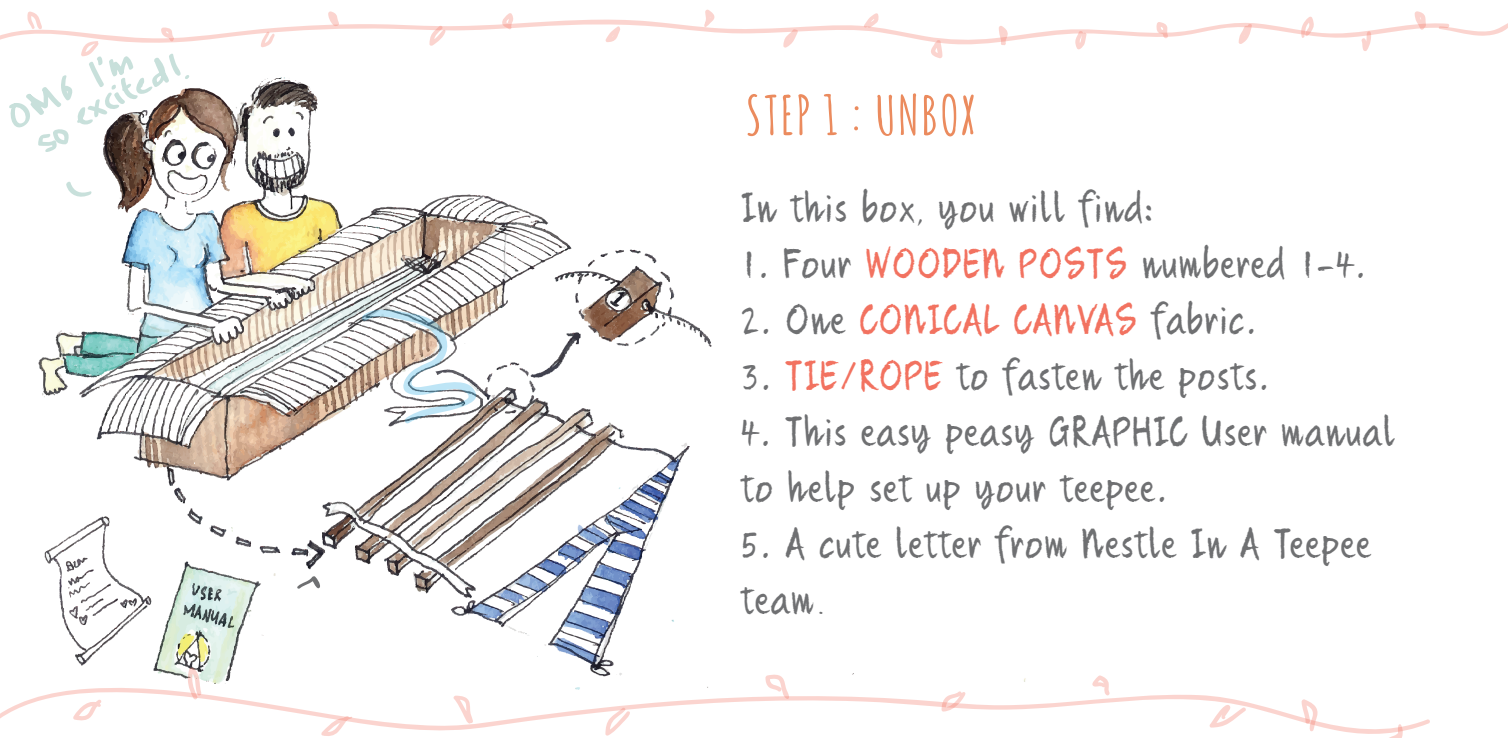 OMG I'm
so excited!
STEP 1 : UNBOX
In this box, you will find:
1. Four WOODEN POSTS numbered 1-4.
2. One CONICAL CANVAS fabric.
3. TIE/ROPE to fasten the posts.
4. This easy peasy GRAPHIC User manual
to help set up your teepee.
5. A cute letter from Nestle In A Teepee
team.
1
Dear
USER
MANUAL